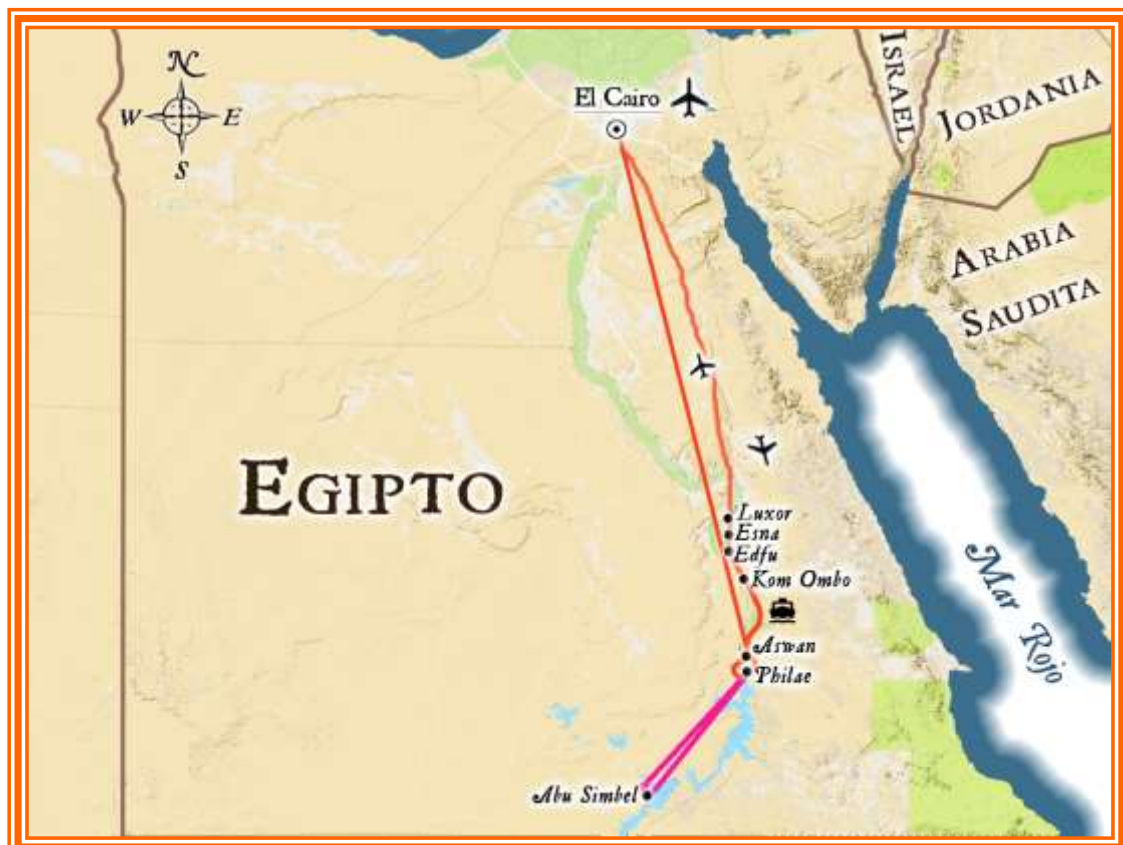 N
W E
S
El Cairo
ISRAEL
JORDANIA
ARABIA
SAUDITA
EGIPTO
Luxor
Esna
Edfu
Kom Ombo
Aswan
Philae
Abu Simbel
Mar Rojo